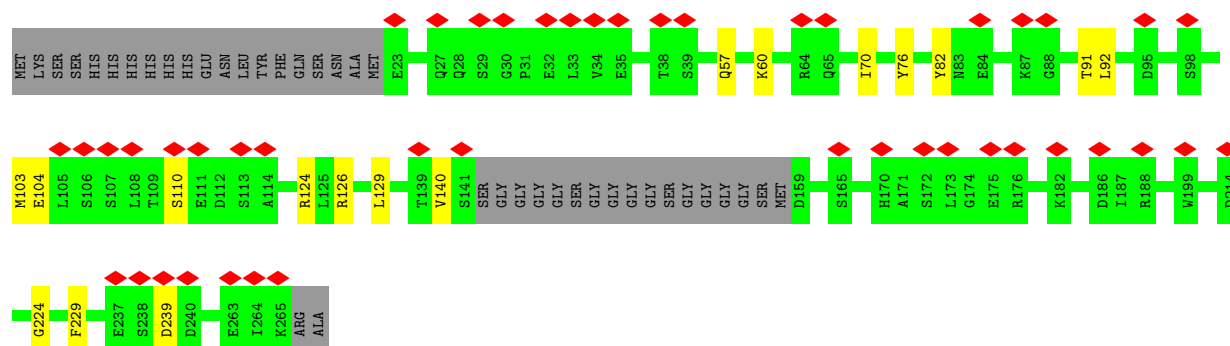 MET LYS SER SER HIS HIS HIS HIS HIS HIS GLU ASN LEU TYR PHE GLN SER ASN ALA MET E23 Q27 Q28 S29 G30 P31 E32 L33 V34 E35 T38 S39 Q57 K60 R64 Q65 I70 Y76 Y82 N83 E84 K87 G88 T91 L92 D95 S98
M103 E104 L105 S106 S107 L108 T109 S110 E111 D112 S113 A114 R124 L125 R126 L129 T139 V140 S141 SER GLY GLY GLY GLY SER GLY GLY GLY GLY SER GLY GLY GLY GLY SER MET D159 S165 H170 A171 S172 L173 G174 E175 R176 K182 D186 I187 R188 W199
G224 F229 E237 S238 D239 D240 E263 I264 K265 ARG ALA